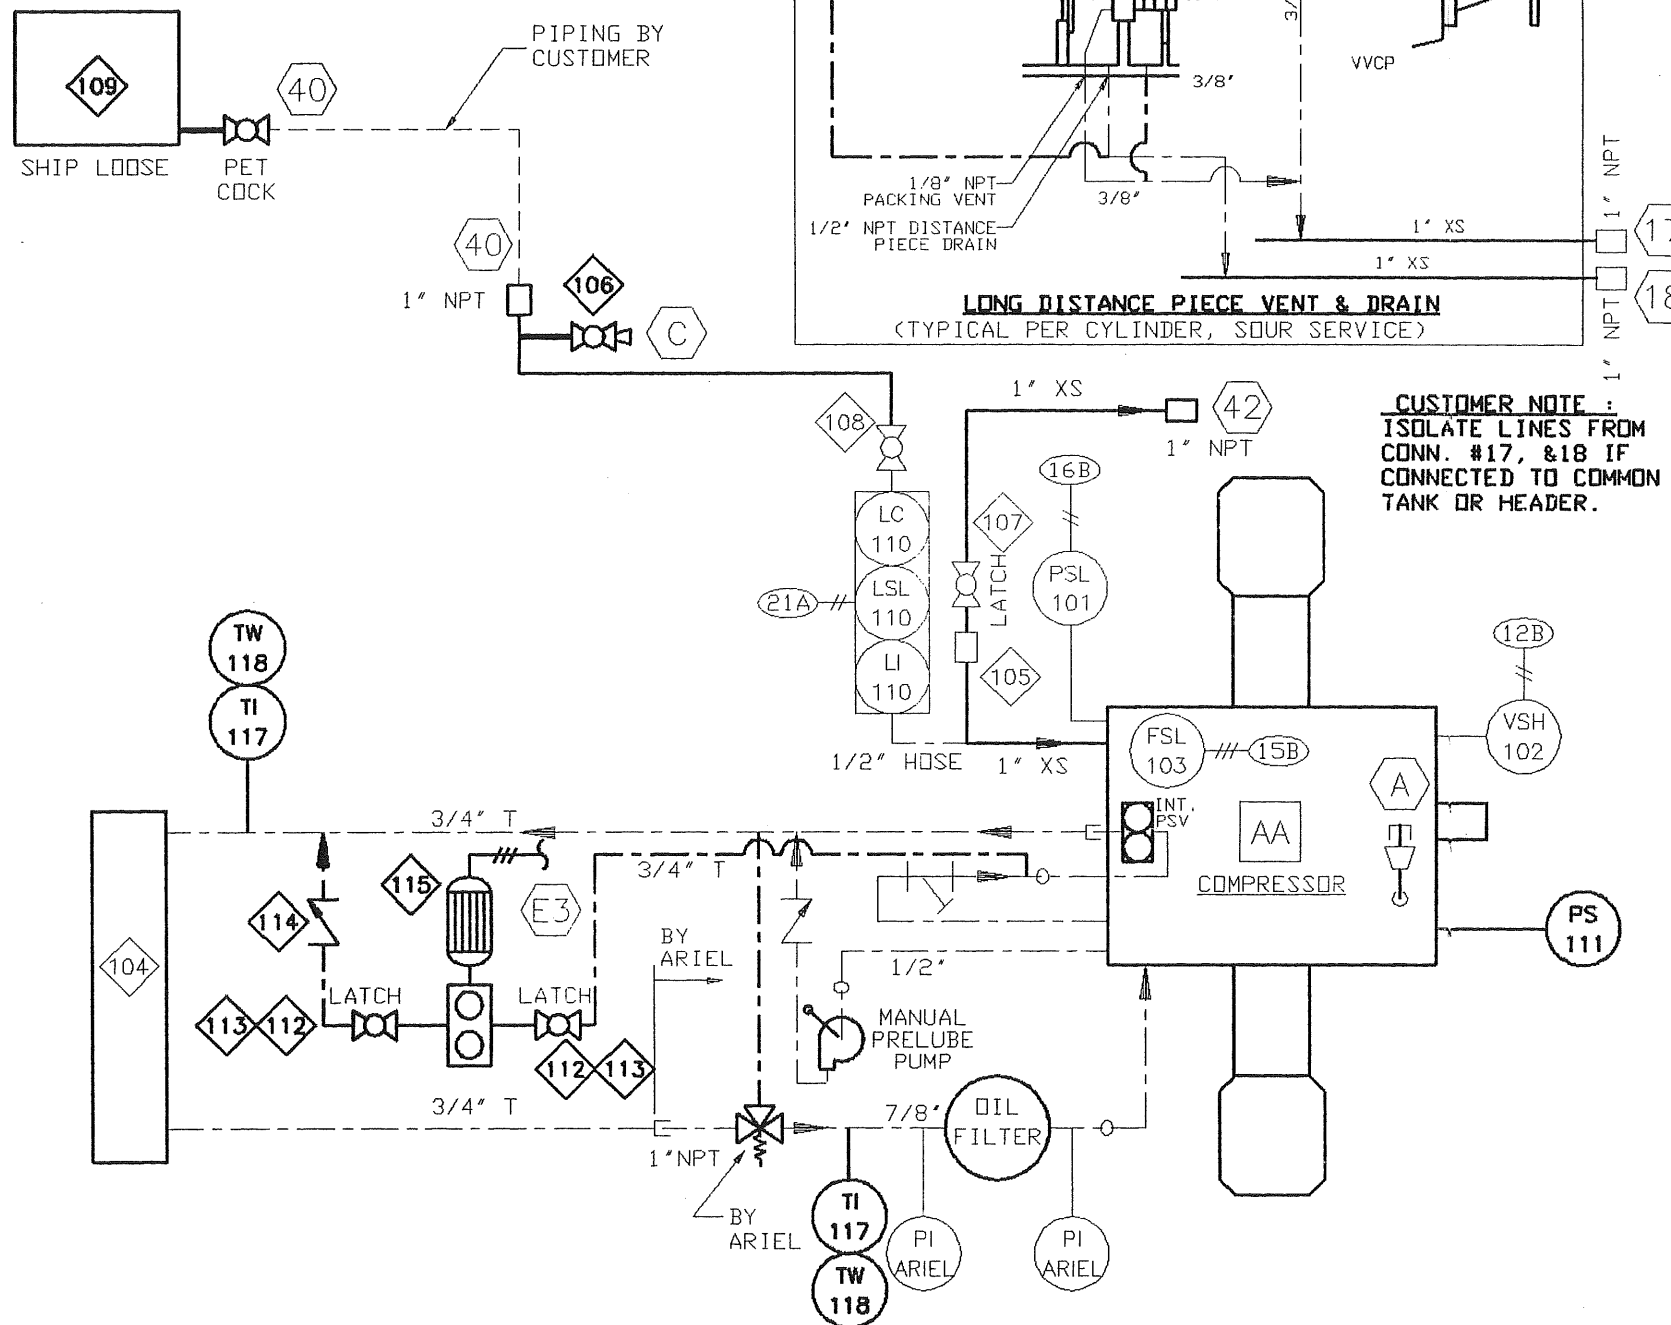 109
SHIP LOOSE
PET
COCK
40
PIPING BY
CUSTOMER
40
1" NPT
106
C
3/8"
VVCP
1/8" NPT
PACKING VENT
3/8"
1/2" NPT DISTANCE
PIECE DRAIN
1" XS
1" XS
1" NPT
1" NPT
17
18
LONG DISTANCE PIECE VENT & DRAIN
(TYPICAL PER CYLINDER, SOUR SERVICE)
CUSTOMER NOTE :
ISOLATE LINES FROM
CONN. #17, &18 IF
CONNECTED TO COMMON
TANK OR HEADER.
1" XS
42
1" NPT
108
16B
107
LATCH
LC
110
LSL
110
LI
110
21A
PSL
101
105
1/2" HOSE
1" XS
12B
VSH
102
FSL
103
15B
A
INT.
PSV
AA
COMPRESSOR
PS
111
TW
118
TI
117
3/4" T
3/4" T
115
E3
114
104
LATCH
LATCH
113
112
112
113
BY
ARIEL
1/2"
MANUAL
PRELUBE
PUMP
3/4" T
1"NPT
7/8"
OIL
FILTER
BY
ARIEL
TI
117
TW
118
PI
ARIEL
PI
ARIEL